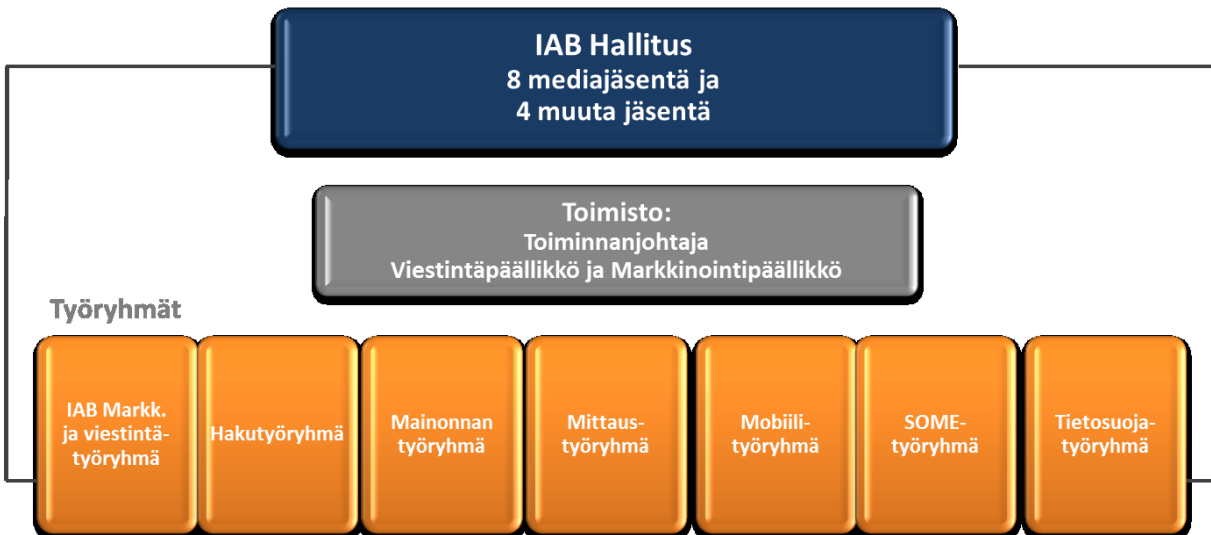 IAB Hallitus
8 mediajäsentä ja
4 muuta jäsentä
Toimisto:
Toiminnanjohtaja
Viestintäpäällikkö ja Markkinointipäällikkö
Työryhmät
IAB Markk.
ja viestintä-
työryhmä
Hakutyöryhmä
Mainonnan
työryhmä
Mittaus-
työryhmä
Mobiili-
työryhmä
SOME-
työryhmä
Tietosuoja-
työryhmä